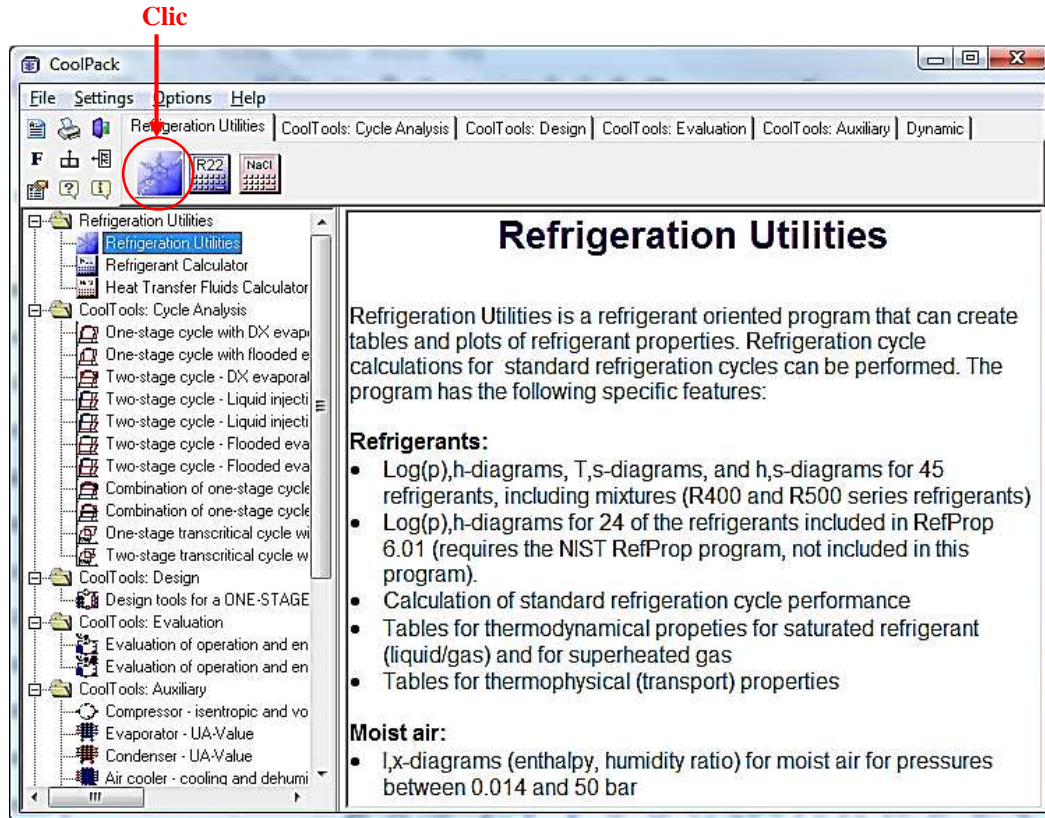 Clic
CoolPack
File Settings Options Help
Refrigeration Utilities CoolTools: Cycle Analysis CoolTools: Design CoolTools: Evaluation CoolTools: Auxiliary Dynamic
F
R22 NaCl
Refrigeration Utilities
Refrigeration Utilities
Refrigerant Calculator
Heat Transfer Fluids Calculator
CoolTools: Cycle Analysis
One-stage cycle with DX evap
One-stage cycle with flooded e
Two-stage cycle - DX evaporat
Two-stage cycle - Liquid injecti
Two-stage cycle - Liquid injecti
Two-stage cycle - Flooded eva
Two-stage cycle - Flooded eva
Combination of one-stage cycle
Combination of one-stage cycle
One-stage transcritical cycle wi
Two-stage transcritical cycle w
CoolTools: Design
Design tools for a ONE-STAGE
CoolTools: Evaluation
Evaluation of operation and en
Evaluation of operation and en
CoolTools: Auxiliary
Compressor - isentropic and vo
Evaporator - UA-Value
Condenser - UA-Value
Air cooler - cooling and dehumi
Refrigeration Utilities
Refrigeration Utilities is a refrigerant oriented program that can create
tables and plots of refrigerant properties. Refrigeration cycle
calculations for standard refrigeration cycles can be performed. The
program has the following specific features:
Refrigerants:
• Log(p),h-diagrams, T,s-diagrams, and h,s-diagrams for 45
refrigerants, including mixtures (R400 and R500 series refrigerants)
• Log(p),h-diagrams for 24 of the refrigerants included in RefProp
6.01 (requires the NIST RefProp program, not included in this
program).
• Calculation of standard refrigeration cycle performance
• Tables for thermodynamical propeties for saturated refrigerant
(liquid/gas) and for superheated gas
• Tables for thermophysical (transport) properties
Moist air:
• I,x-diagrams (enthalpy, humidity ratio) for moist air for pressures
between 0.014 and 50 bar